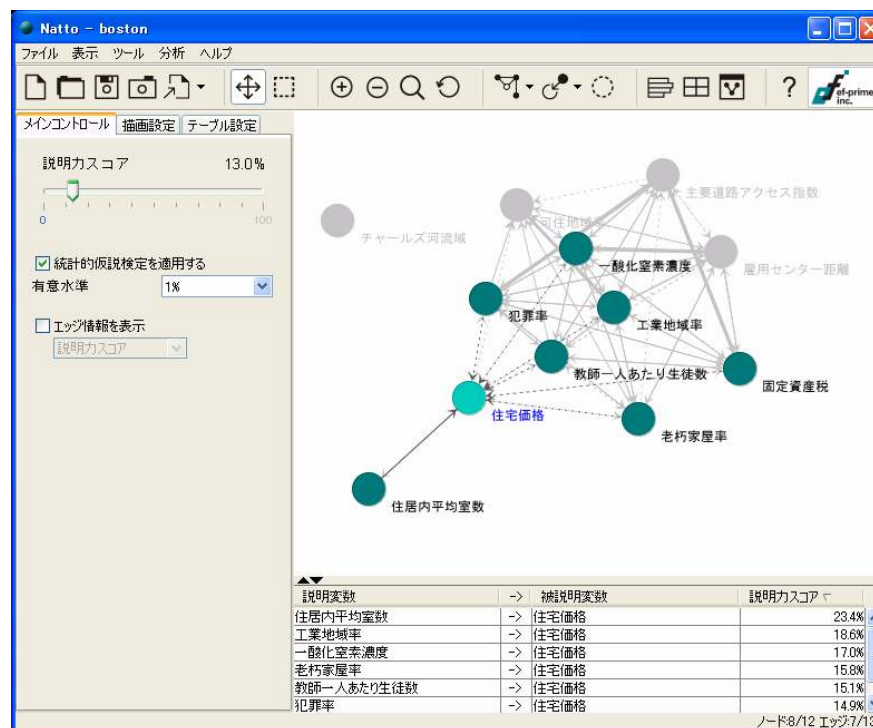 Natto - boston
ファイル 表示 ツール 分析 ヘルプ
?
ef-prime inc.
メインコントロール 描画設定 テーブル設定
説明力スコア 13.0%
0 100
統計的仮説検定を適用する
有意水準 1%
エッジ情報を表示
説明力スコア
主要道路アクセス指数
可住地域
チャールズ河流域
一酸化窒素濃度
雇用センター距離
犯罪率
工業地域率
教師一人あたり生徒数
固定資産税
住宅価格
老朽家屋率
住居内平均室数
説明変数 -> 被説明変数 説明力スコア
住居内平均室数 -> 住宅価格 23.4%
工業地域率 -> 住宅価格 18.6%
一酸化窒素濃度 -> 住宅価格 17.0%
老朽家屋率 -> 住宅価格 15.8%
教師一人あたり生徒数 -> 住宅価格 15.1%
犯罪率 -> 住宅価格 14.9%
ノード:8/12 エッジ:7/13